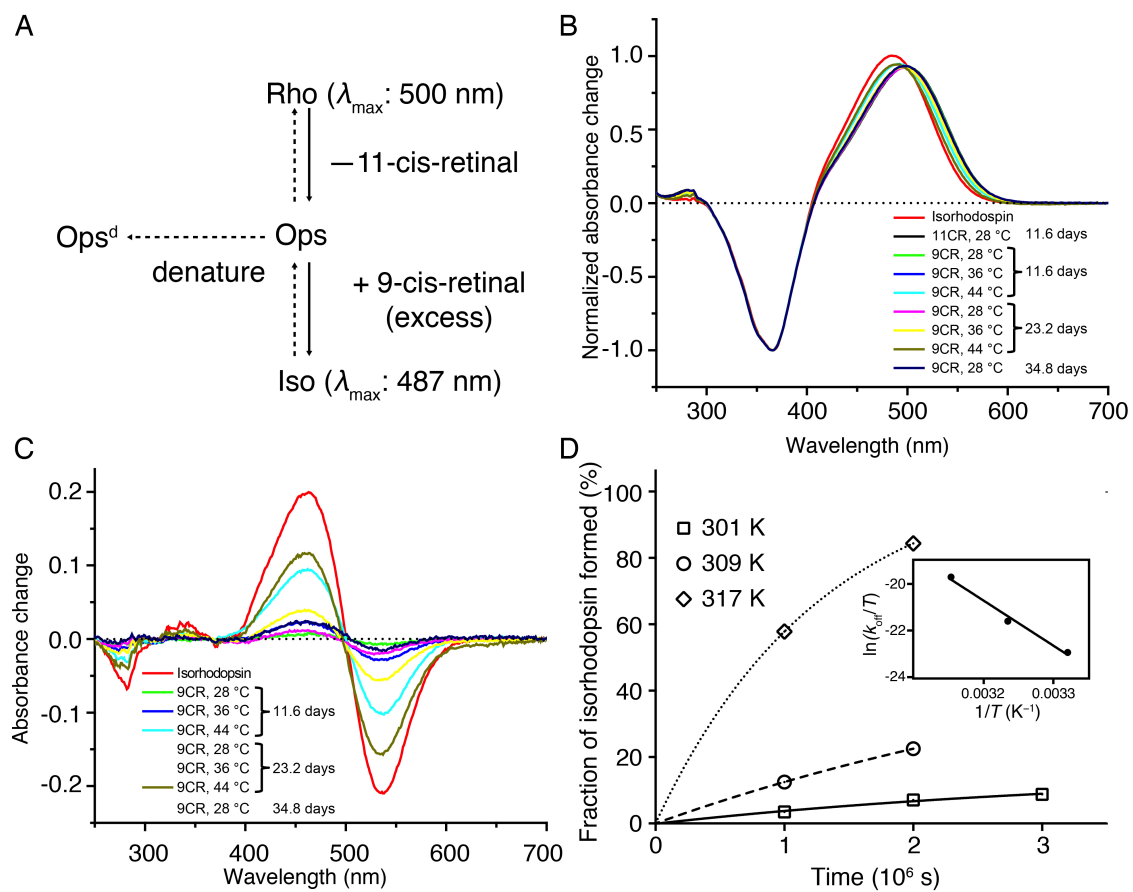 A
Rho (λmax: 500 nm)
—11-cis-retinal
Opsᵈ
Ops
denature
+ 9-cis-retinal
(excess)
Iso (λmax: 487 nm)
B
Normalized absorbance change
1.0
0.5
0.0
-0.5
-1.0
Isorhodospin
11CR, 28 °C 11.6 days
9CR, 28 °C
9CR, 36 °C 11.6 days
9CR, 44 °C
9CR, 28 °C
9CR, 36 °C 23.2 days
9CR, 44 °C
9CR, 28 °C 34.8 days
300 400 500 600 700
Wavelength (nm)
C
Absorbance change
0.2
0.1
0.0
-0.1
-0.2
Isorhodopsin
9CR, 28 °C
9CR, 36 °C 11.6 days
9CR, 44 °C
9CR, 28 °C
9CR, 36 °C 23.2 days
9CR, 44 °C
9CR, 28 °C 34.8 days
300 400 500 600 700
Wavelength (nm)
D
Fraction of isorhodopsin formed (%)
100
80
60
40
20
0
301 K
309 K
317 K
ln(koff/T)
-20
-22
-24
0.0032 0.0033
1/T (K⁻¹)
0 1 2 3
Time (10⁶ s)